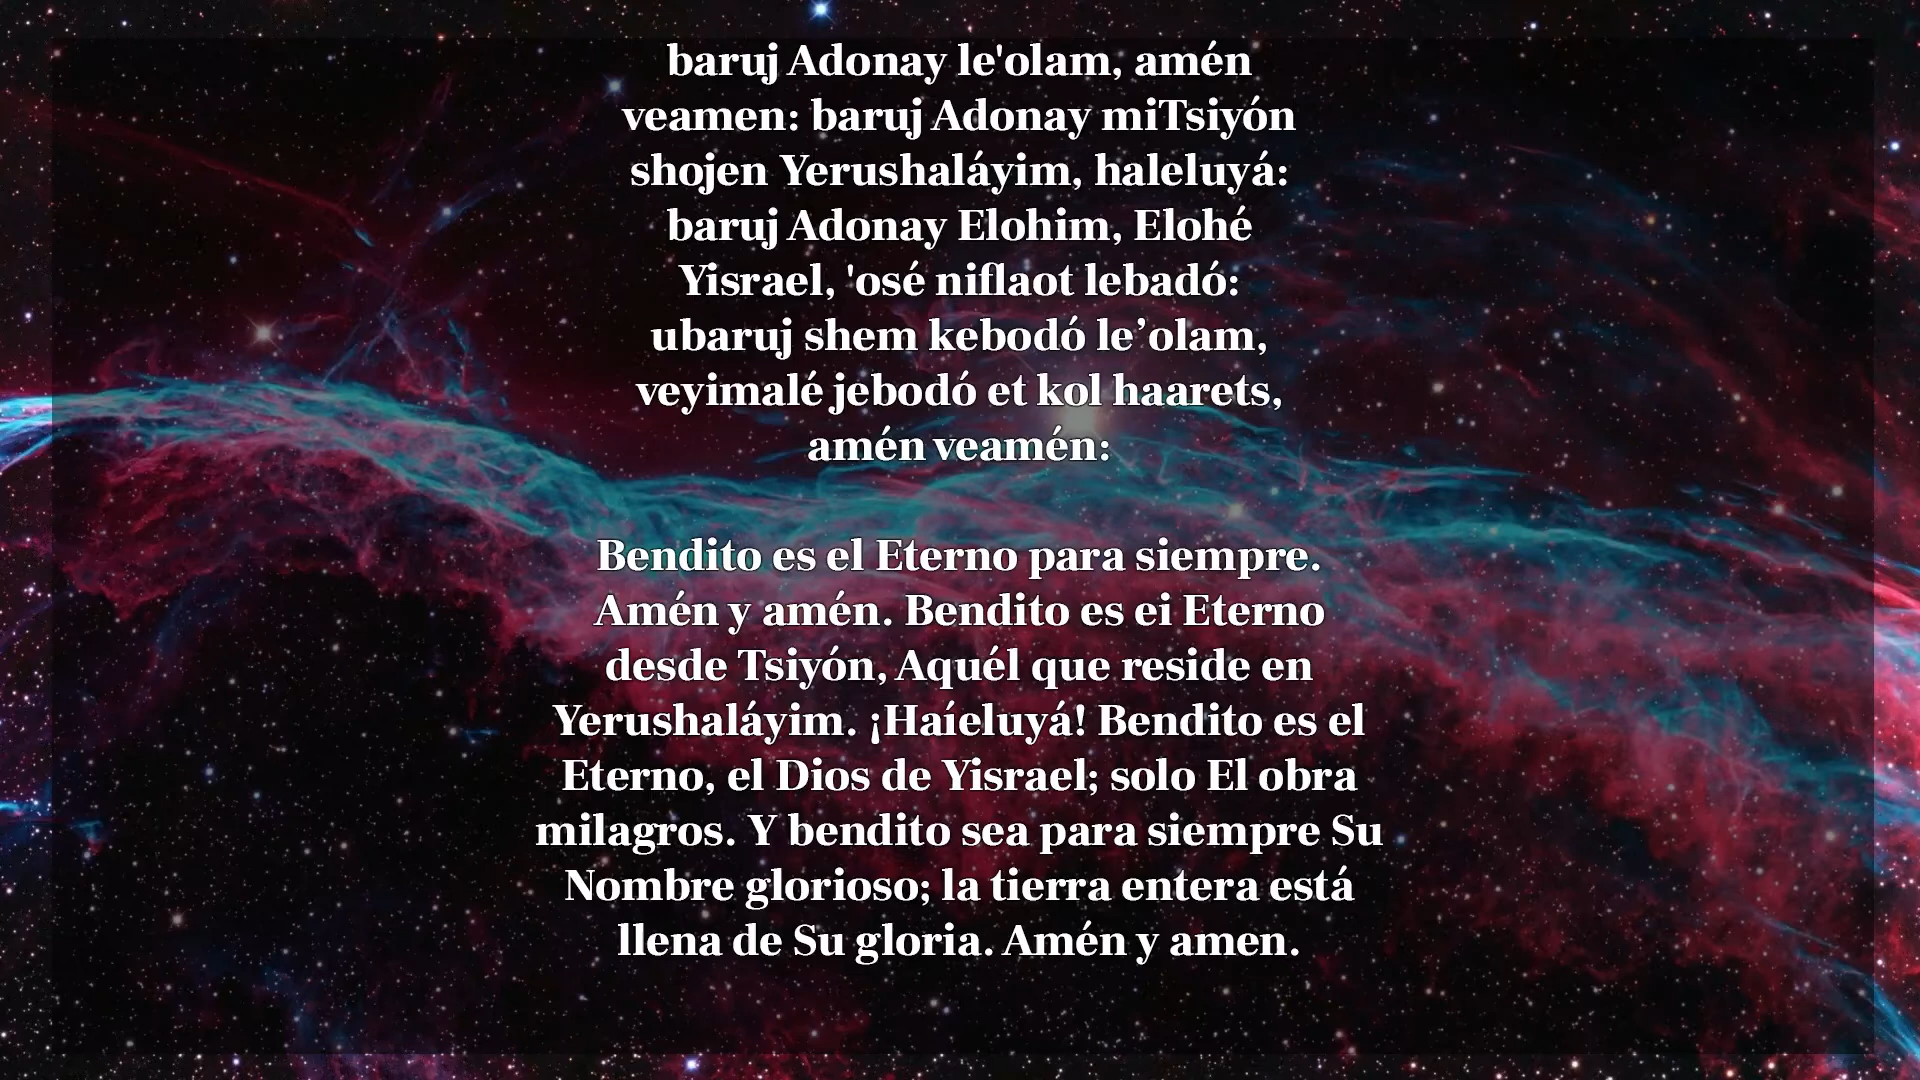 baruj Adonay le'olam, amén
veamen: baruj Adonay miTsiyón
shojen Yerushaláyim, haleluyá:
baruj Adonay Elohim, Elohé
Yisrael, 'osé niflaot lebadó:
ubaruj shem kebodó le’olam,
veyimalé jebodó et kol haarets,
amén veamén:
Bendito es el Eterno para siempre.
Amén y amén. Bendito es ei Eterno
desde Tsiyón, Aquél que reside en
Yerushaláyim. ¡Haíeluyá! Bendito es el
Eterno, el Dios de Yisrael; solo El obra
milagros. Y bendito sea para siempre Su
Nombre glorioso; la tierra entera está
llena de Su gloria. Amén y amen.